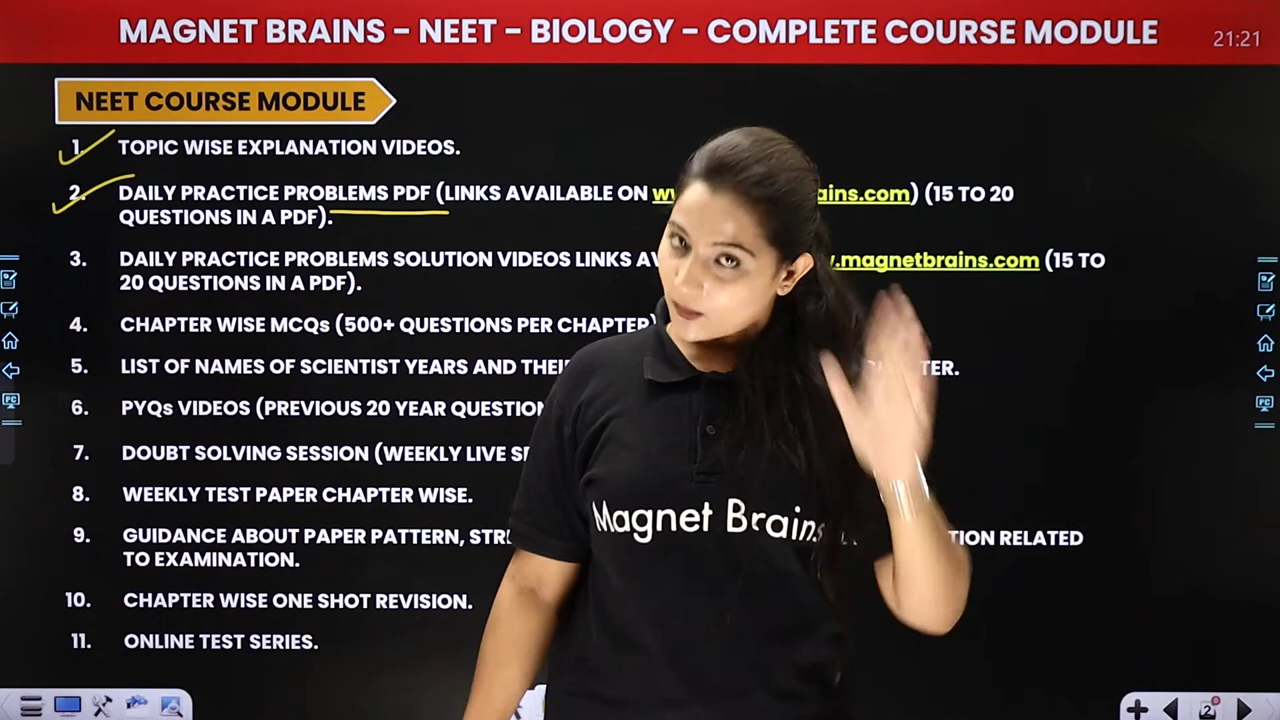 MAGNET BRAINS – NEET – BIOLOGY – COMPLETE COURSE MODULE
21:21
NEET COURSE MODULE
1. TOPIC WISE EXPLANATION VIDEOS.
2. DAILY PRACTICE PROBLEMS PDF (LINKS AVAILABLE ON ains.com) (15 TO 20
QUESTIONS IN A PDF).
3. DAILY PRACTICE PROBLEMS SOLUTION VIDEOS LINKS .magnetbrains.com (15 TO
20 QUESTIONS IN A PDF).
4. CHAPTER WISE MCQs (500+ QUESTIONS PER CHAPTER)
5. LIST OF NAMES OF SCIENTIST YEARS AND TER.
6. PYQs VIDEOS (PREVIOUS 20 YEAR
7. DOUBT SOLVING SESSION (WEEKLY LIVE
8. WEEKLY TEST PAPER CHAPTER WISE.
9. GUIDANCE ABOUT PAPER PATTERN, TION RELATED
TO EXAMINATION.
10. CHAPTER WISE ONE SHOT REVISION.
11. ONLINE TEST SERIES.
Magnet Brains
PC
PC
2